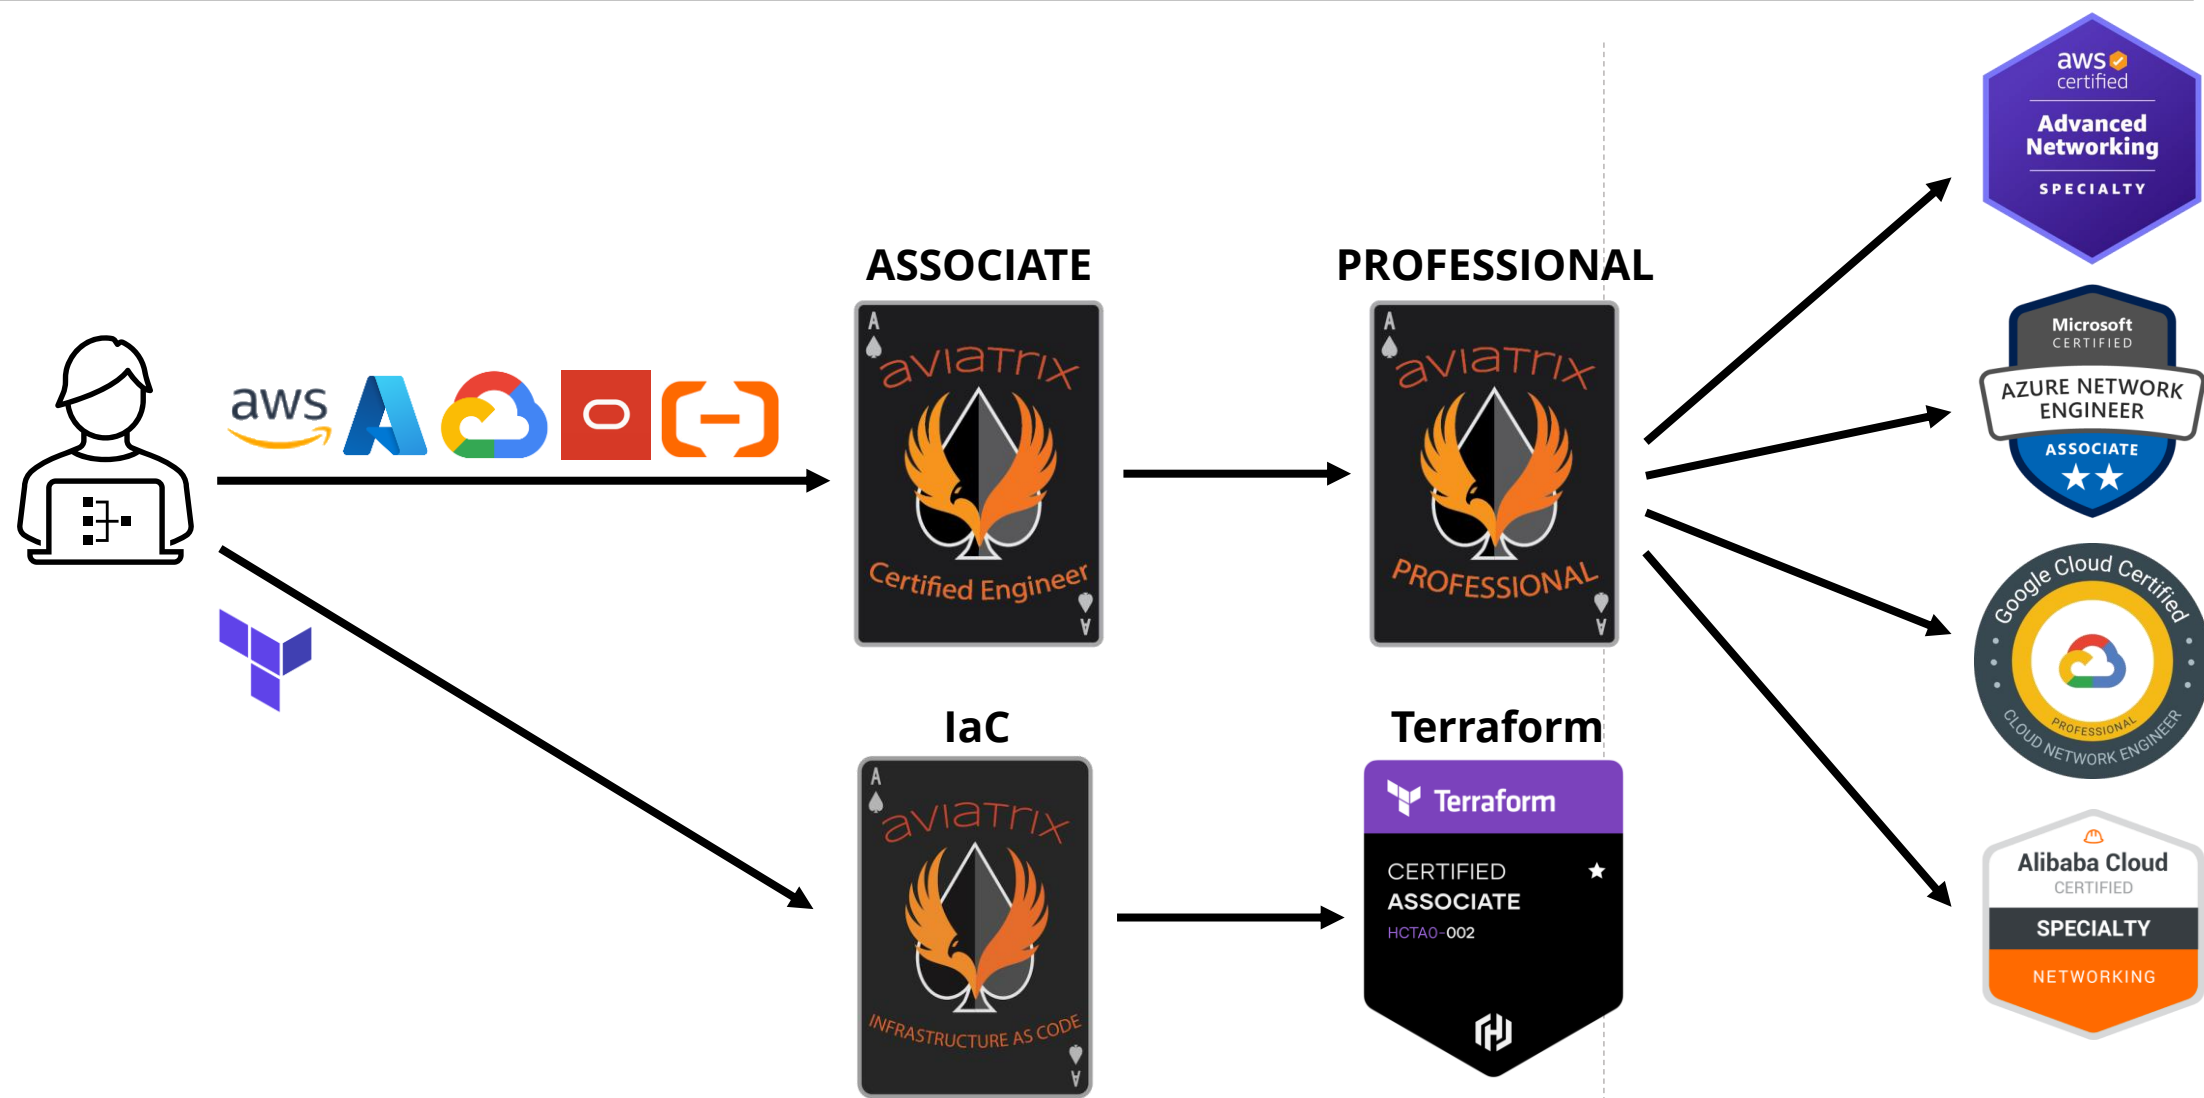 aws
certified
Advanced
Networking
SPECIALTY
ASSOCIATE
PROFESSIONAL
Microsoft
CERTIFIED
AZURE NETWORK
ENGINEER
ASSOCIATE
aws
A
aviatrix
Certified Engineer
A
A
aviatrix
PROFESSIONAL
A
Google Cloud Certified
PROFESSIONAL
CLOUD NETWORK ENGINEER
IaC
Terraform
A
aviatrix
INFRASTRUCTURE AS CODE
A
Terraform
CERTIFIED
ASSOCIATE
HCTA0-002
Alibaba Cloud
CERTIFIED
SPECIALTY
NETWORKING